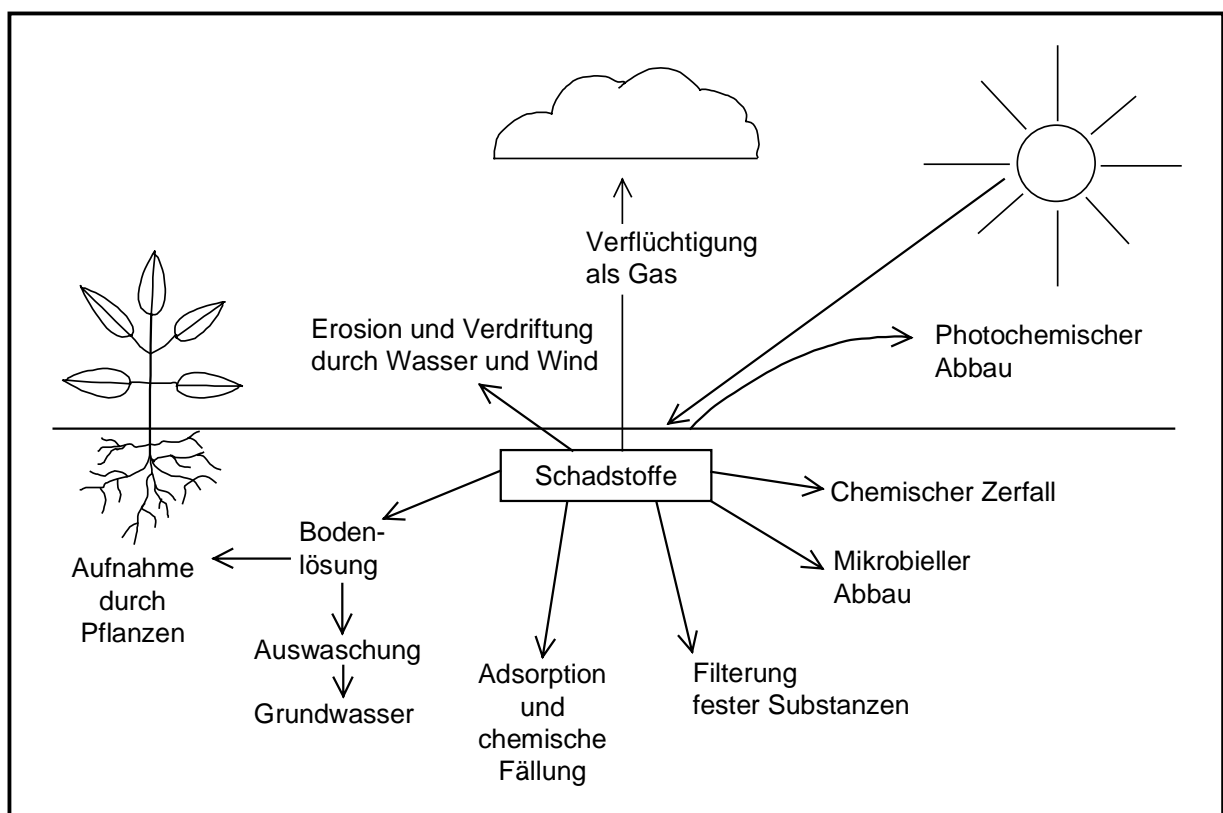 Verflüchtigung
als Gas
Erosion und Verdriftung
durch Wasser und Wind
Photochemischer
Abbau
Schadstoffe
Chemischer Zerfall
Boden-
lösung
Mikrobieller
Abbau
Aufnahme
durch
Pflanzen
Auswaschung
Grundwasser
Adsorption
und
chemische
Fällung
Filterung
fester Substanzen